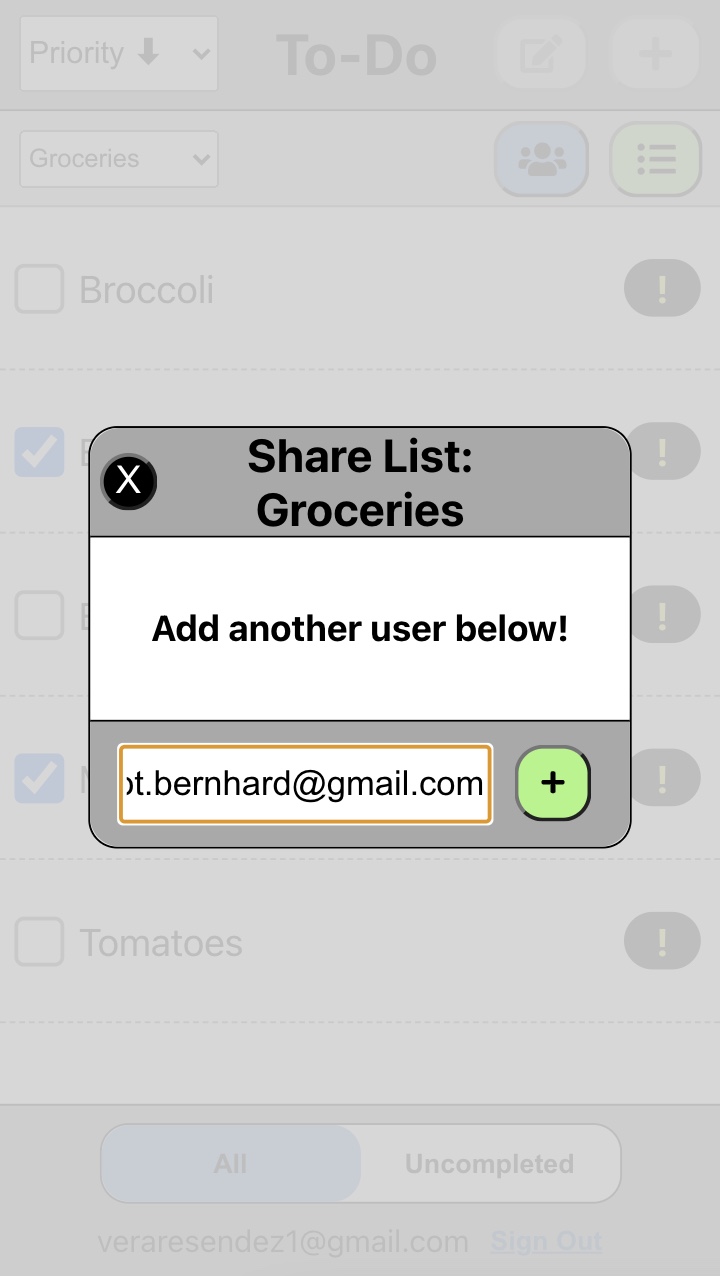 Priority ⬇
To-Do
+
Groceries
Broccoli
!
!
X
Share List:
Groceries
!
Add another user below!
t.bernhard@gmail.com
+
!
Tomatoes
!
All
Uncompleted
veraresendez1@gmail.com
Sign Out